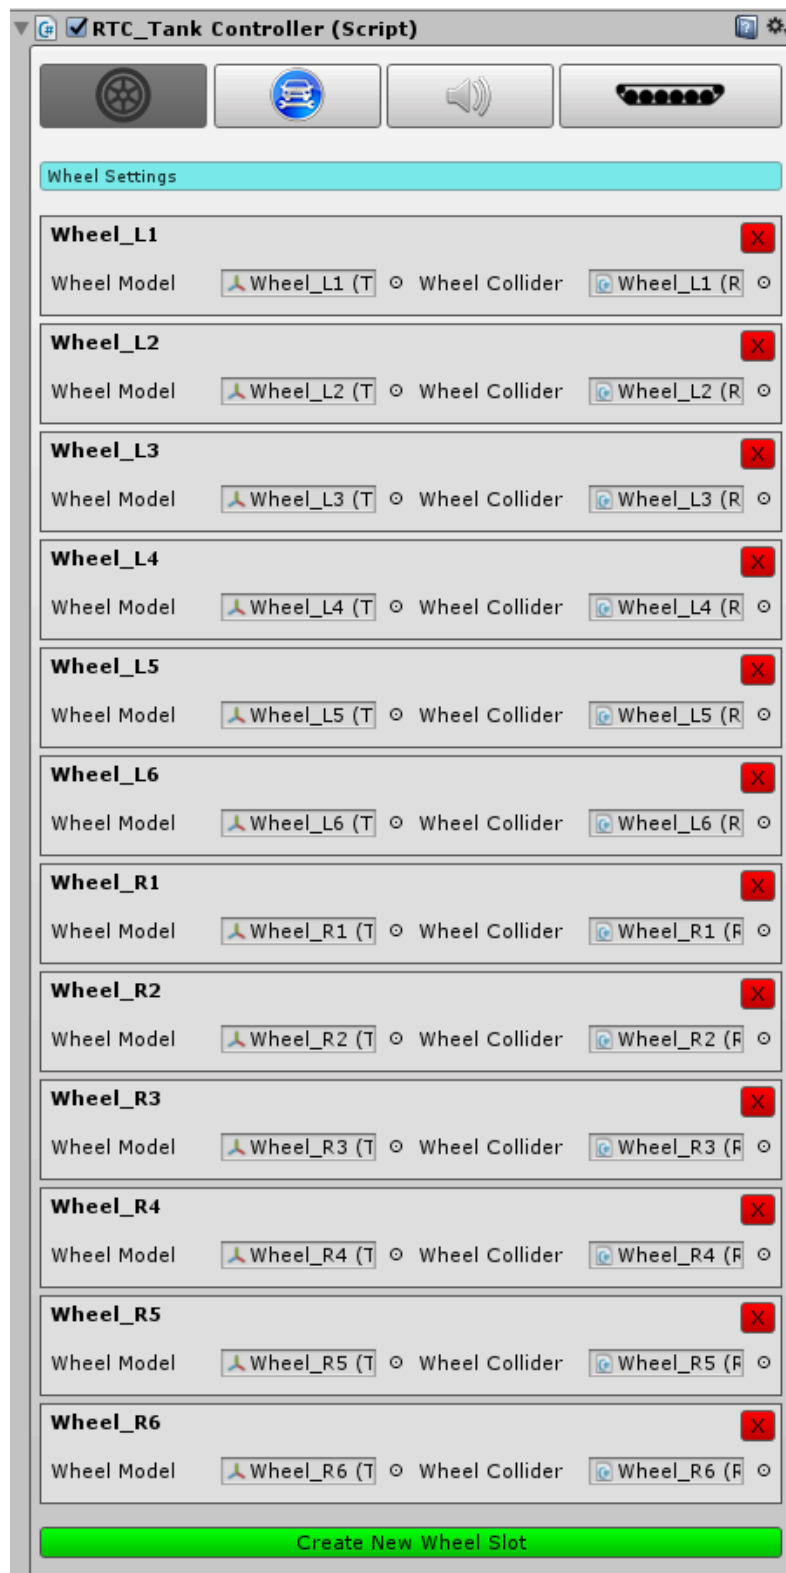 RTC_Tank Controller (Script)
Wheel Settings
Wheel_L1
X
Wheel Model Wheel_L1 (T Wheel Collider Wheel_L1 (R
Wheel_L2
X
Wheel Model Wheel_L2 (T Wheel Collider Wheel_L2 (R
Wheel_L3
X
Wheel Model Wheel_L3 (T Wheel Collider Wheel_L3 (R
Wheel_L4
X
Wheel Model Wheel_L4 (T Wheel Collider Wheel_L4 (R
Wheel_L5
X
Wheel Model Wheel_L5 (T Wheel Collider Wheel_L5 (R
Wheel_L6
X
Wheel Model Wheel_L6 (T Wheel Collider Wheel_L6 (R
Wheel_R1
X
Wheel Model Wheel_R1 (T Wheel Collider Wheel_R1 (R
Wheel_R2
X
Wheel Model Wheel_R2 (T Wheel Collider Wheel_R2 (R
Wheel_R3
X
Wheel Model Wheel_R3 (T Wheel Collider Wheel_R3 (R
Wheel_R4
X
Wheel Model Wheel_R4 (T Wheel Collider Wheel_R4 (R
Wheel_R5
X
Wheel Model Wheel_R5 (T Wheel Collider Wheel_R5 (R
Wheel_R6
X
Wheel Model Wheel_R6 (T Wheel Collider Wheel_R6 (R
Create New Wheel Slot